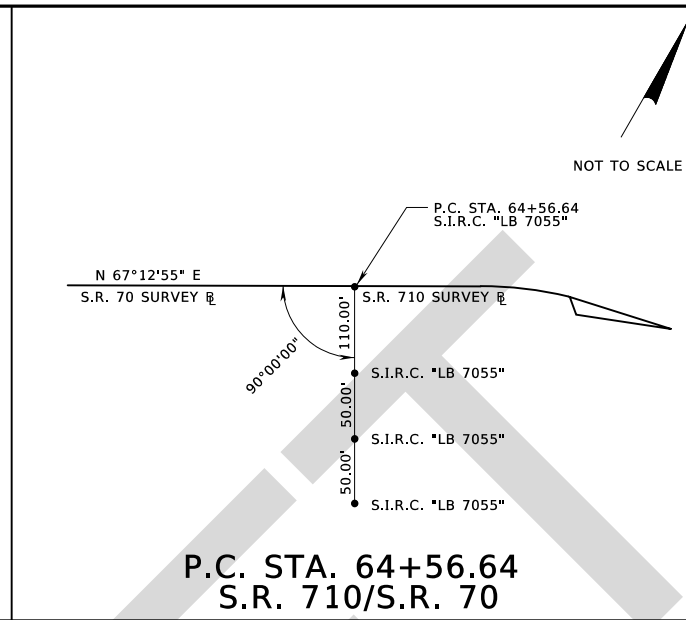 NOT TO SCALE
P.C. STA. 64+56.64
S.I.R.C. "LB 7055"
N 67°12'55" E
S.R. 70 SURVEY ℄
S.R. 710 SURVEY ℄
110.00'
90°00'00"
S.I.R.C. "LB 7055"
50.00'
S.I.R.C. "LB 7055"
50.00'
S.I.R.C. "LB 7055"
P.C. STA. 64+56.64
S.R. 710/S.R. 70